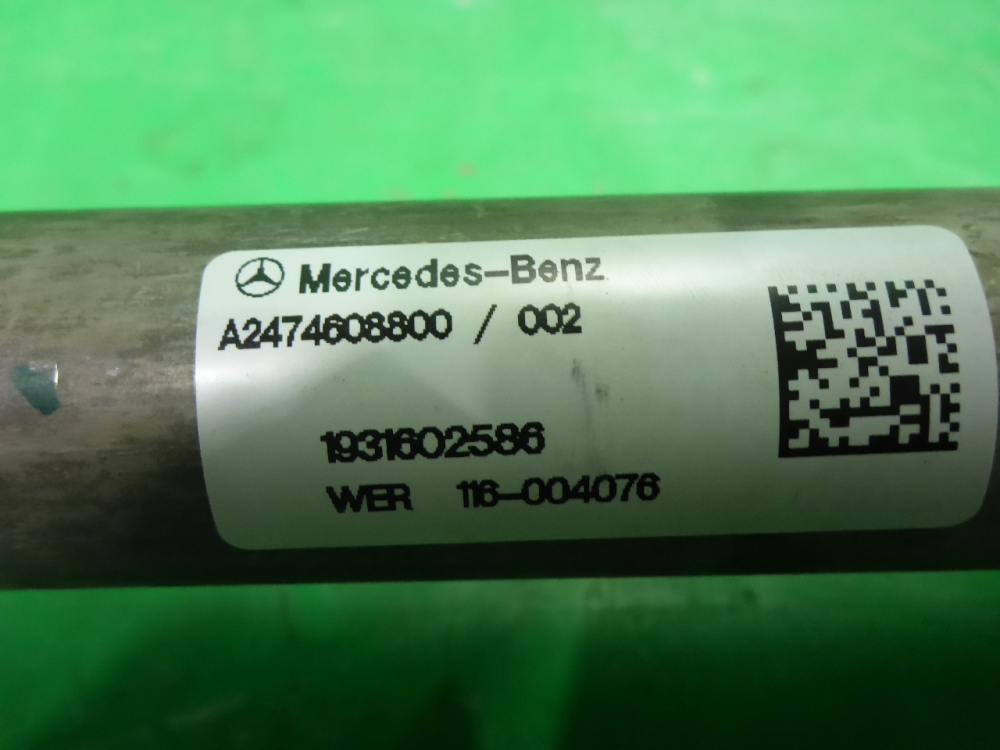 Mercedes-Benz
A2474608800 / 002
1931602586
WER 116-004076